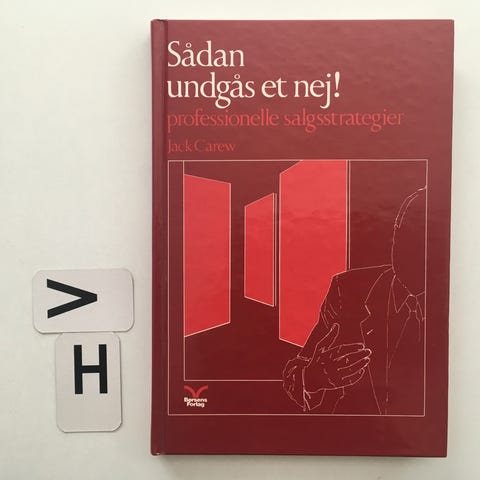 Sådan
undgås et nej!
professionelle salgsstrategier
Jack Carew
Børsens
Forlag
V
H